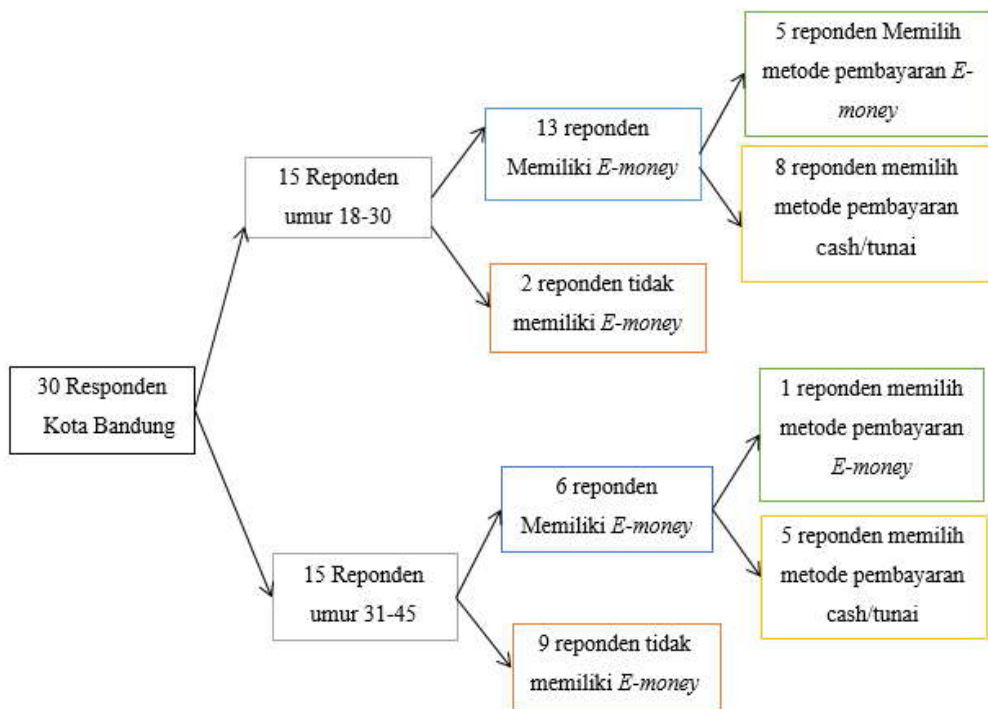 30 Responden
Kota Bandung
15 Reponden
umur 18-30
13 reponden
Memiliki E-money
5 reponden Memilih
metode pembayaran E-
money
8 reponden memilih
metode pembayaran
cash/tunai
2 reponden tidak
memiliki E-money
15 Reponden
umur 31-45
6 reponden
Memiliki E-money
1 reponden memilih
metode pembayaran
E-money
5 reponden memilih
metode pembayaran
cash/tunai
9 reponden tidak
memiliki E-money